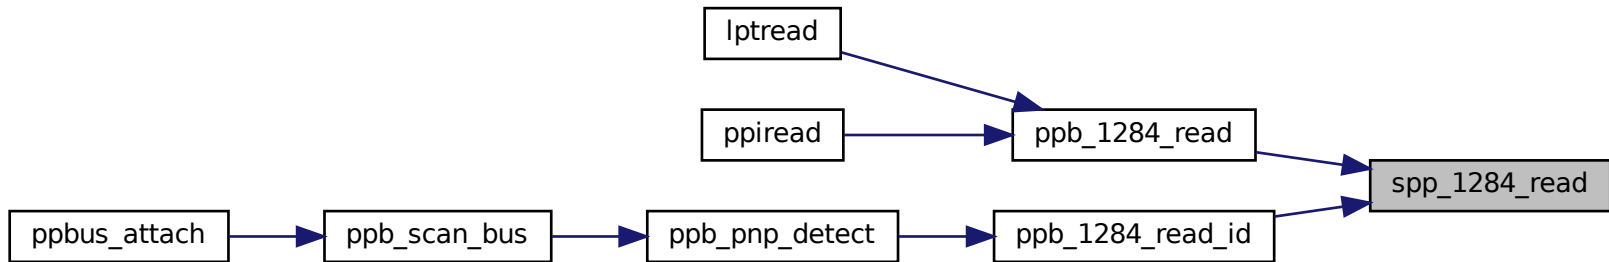 lptread
ppiread
ppb_1284_read
spp_1284_read
ppbus_attach
ppb_scan_bus
ppb_pnp_detect
ppb_1284_read_id